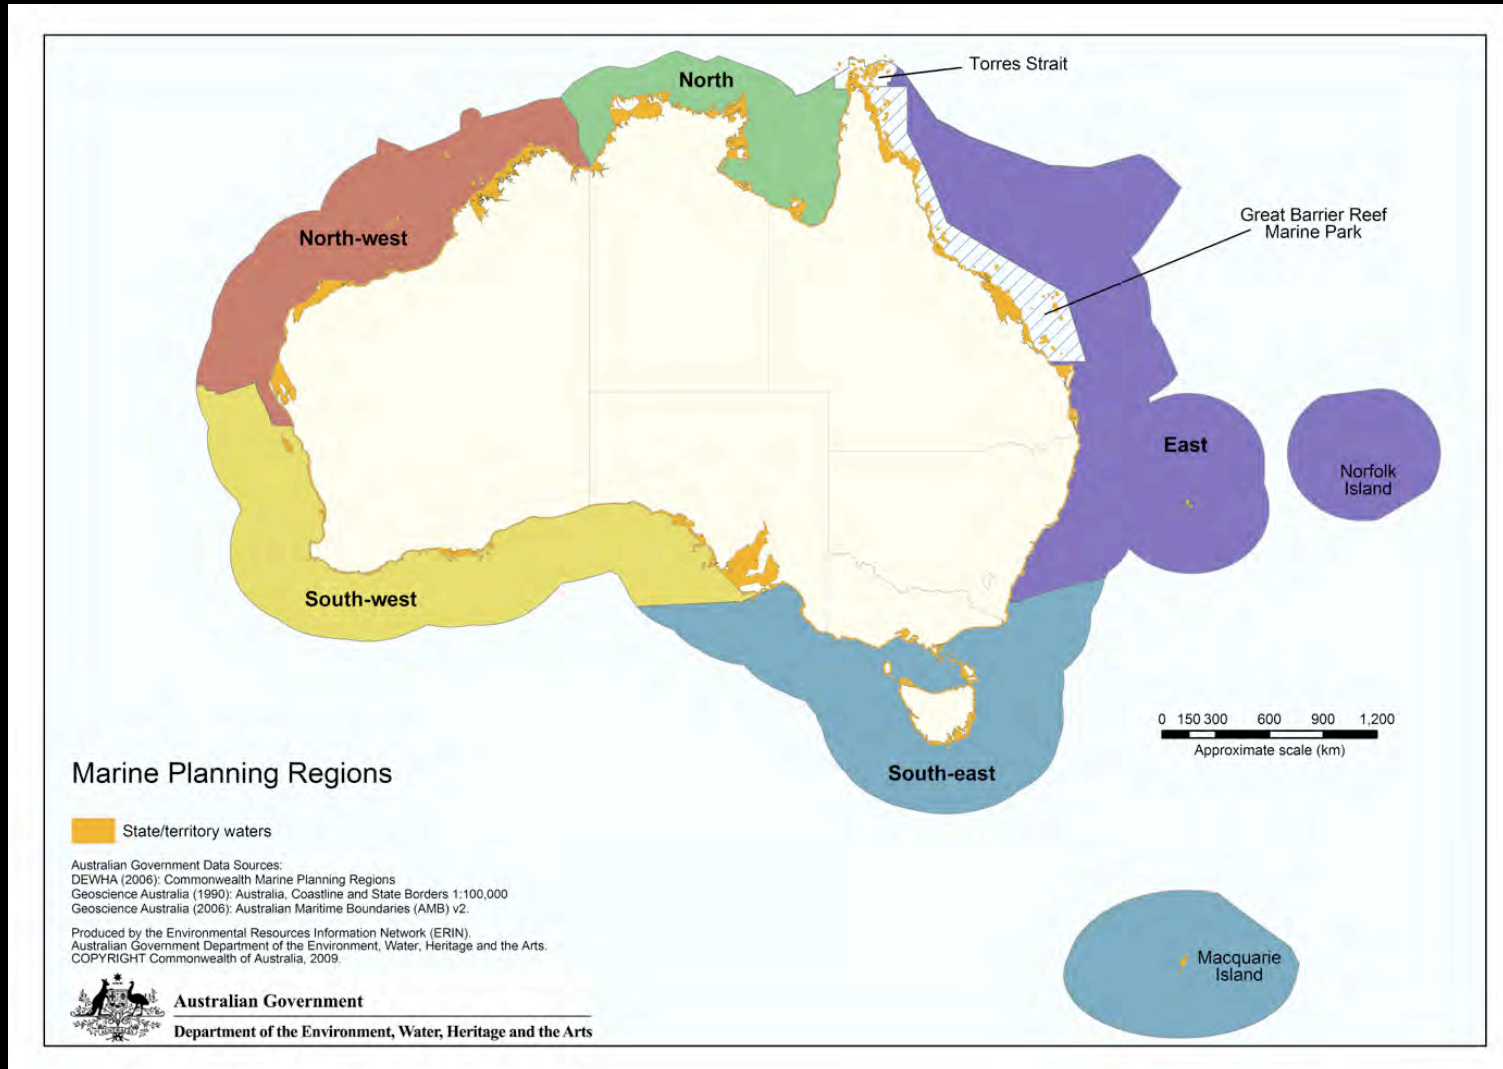 North
Torres Strait
North-west
Great Barrier Reef
Marine Park
East
Norfolk
Island
South-west
0 150 300 600 900 1,200
Approximate scale (km)
South-east
Marine Planning Regions
State/territory waters
Australian Government Data Sources:
DEWHA (2006): Commonwealth Marine Planning Regions
Geoscience Australia (1990): Australia, Coastline and State Borders 1:100,000
Geoscience Australia (2006): Australian Maritime Boundaries (AMB) v2.
Produced by the Environmental Resources Information Network (ERIN).
Australian Government Department of the Environment, Water, Heritage and the Arts.
COPYRIGHT Commonwealth of Australia, 2009.
Macquarie
Island
Australian Government
Department of the Environment, Water, Heritage and the Arts